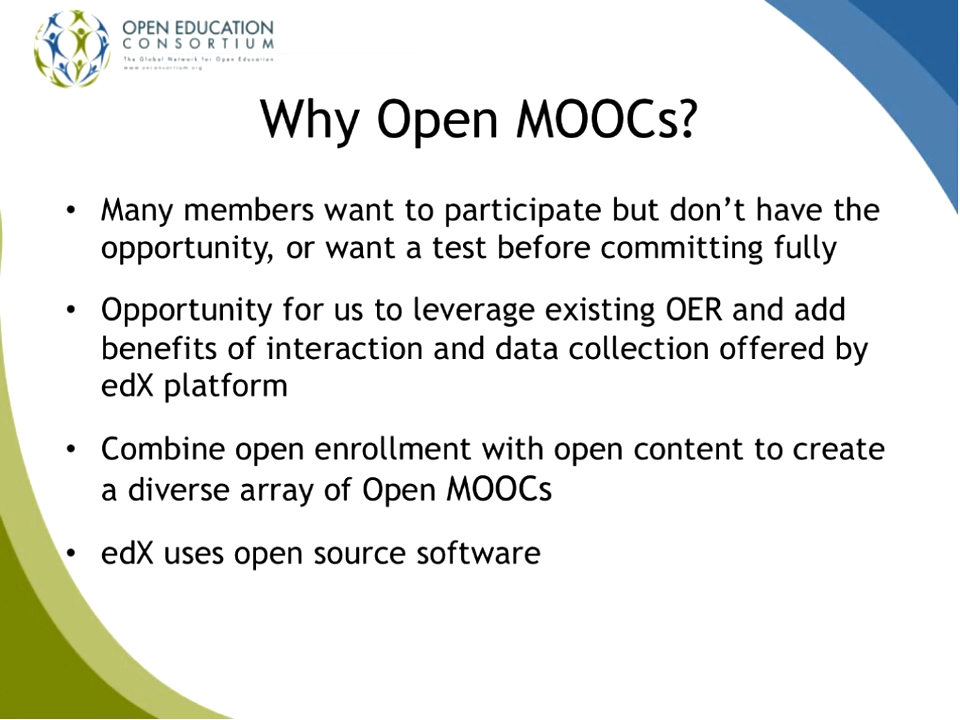 OPEN EDUCATION
CONSORTIUM
The Global Network for Open Education
www.oeconsortium.org
Why Open MOOCs?
• Many members want to participate but don’t have the
opportunity, or want a test before committing fully
• Opportunity for us to leverage existing OER and add
benefits of interaction and data collection offered by
edX platform
• Combine open enrollment with open content to create
a diverse array of Open MOOCs
• edX uses open source software